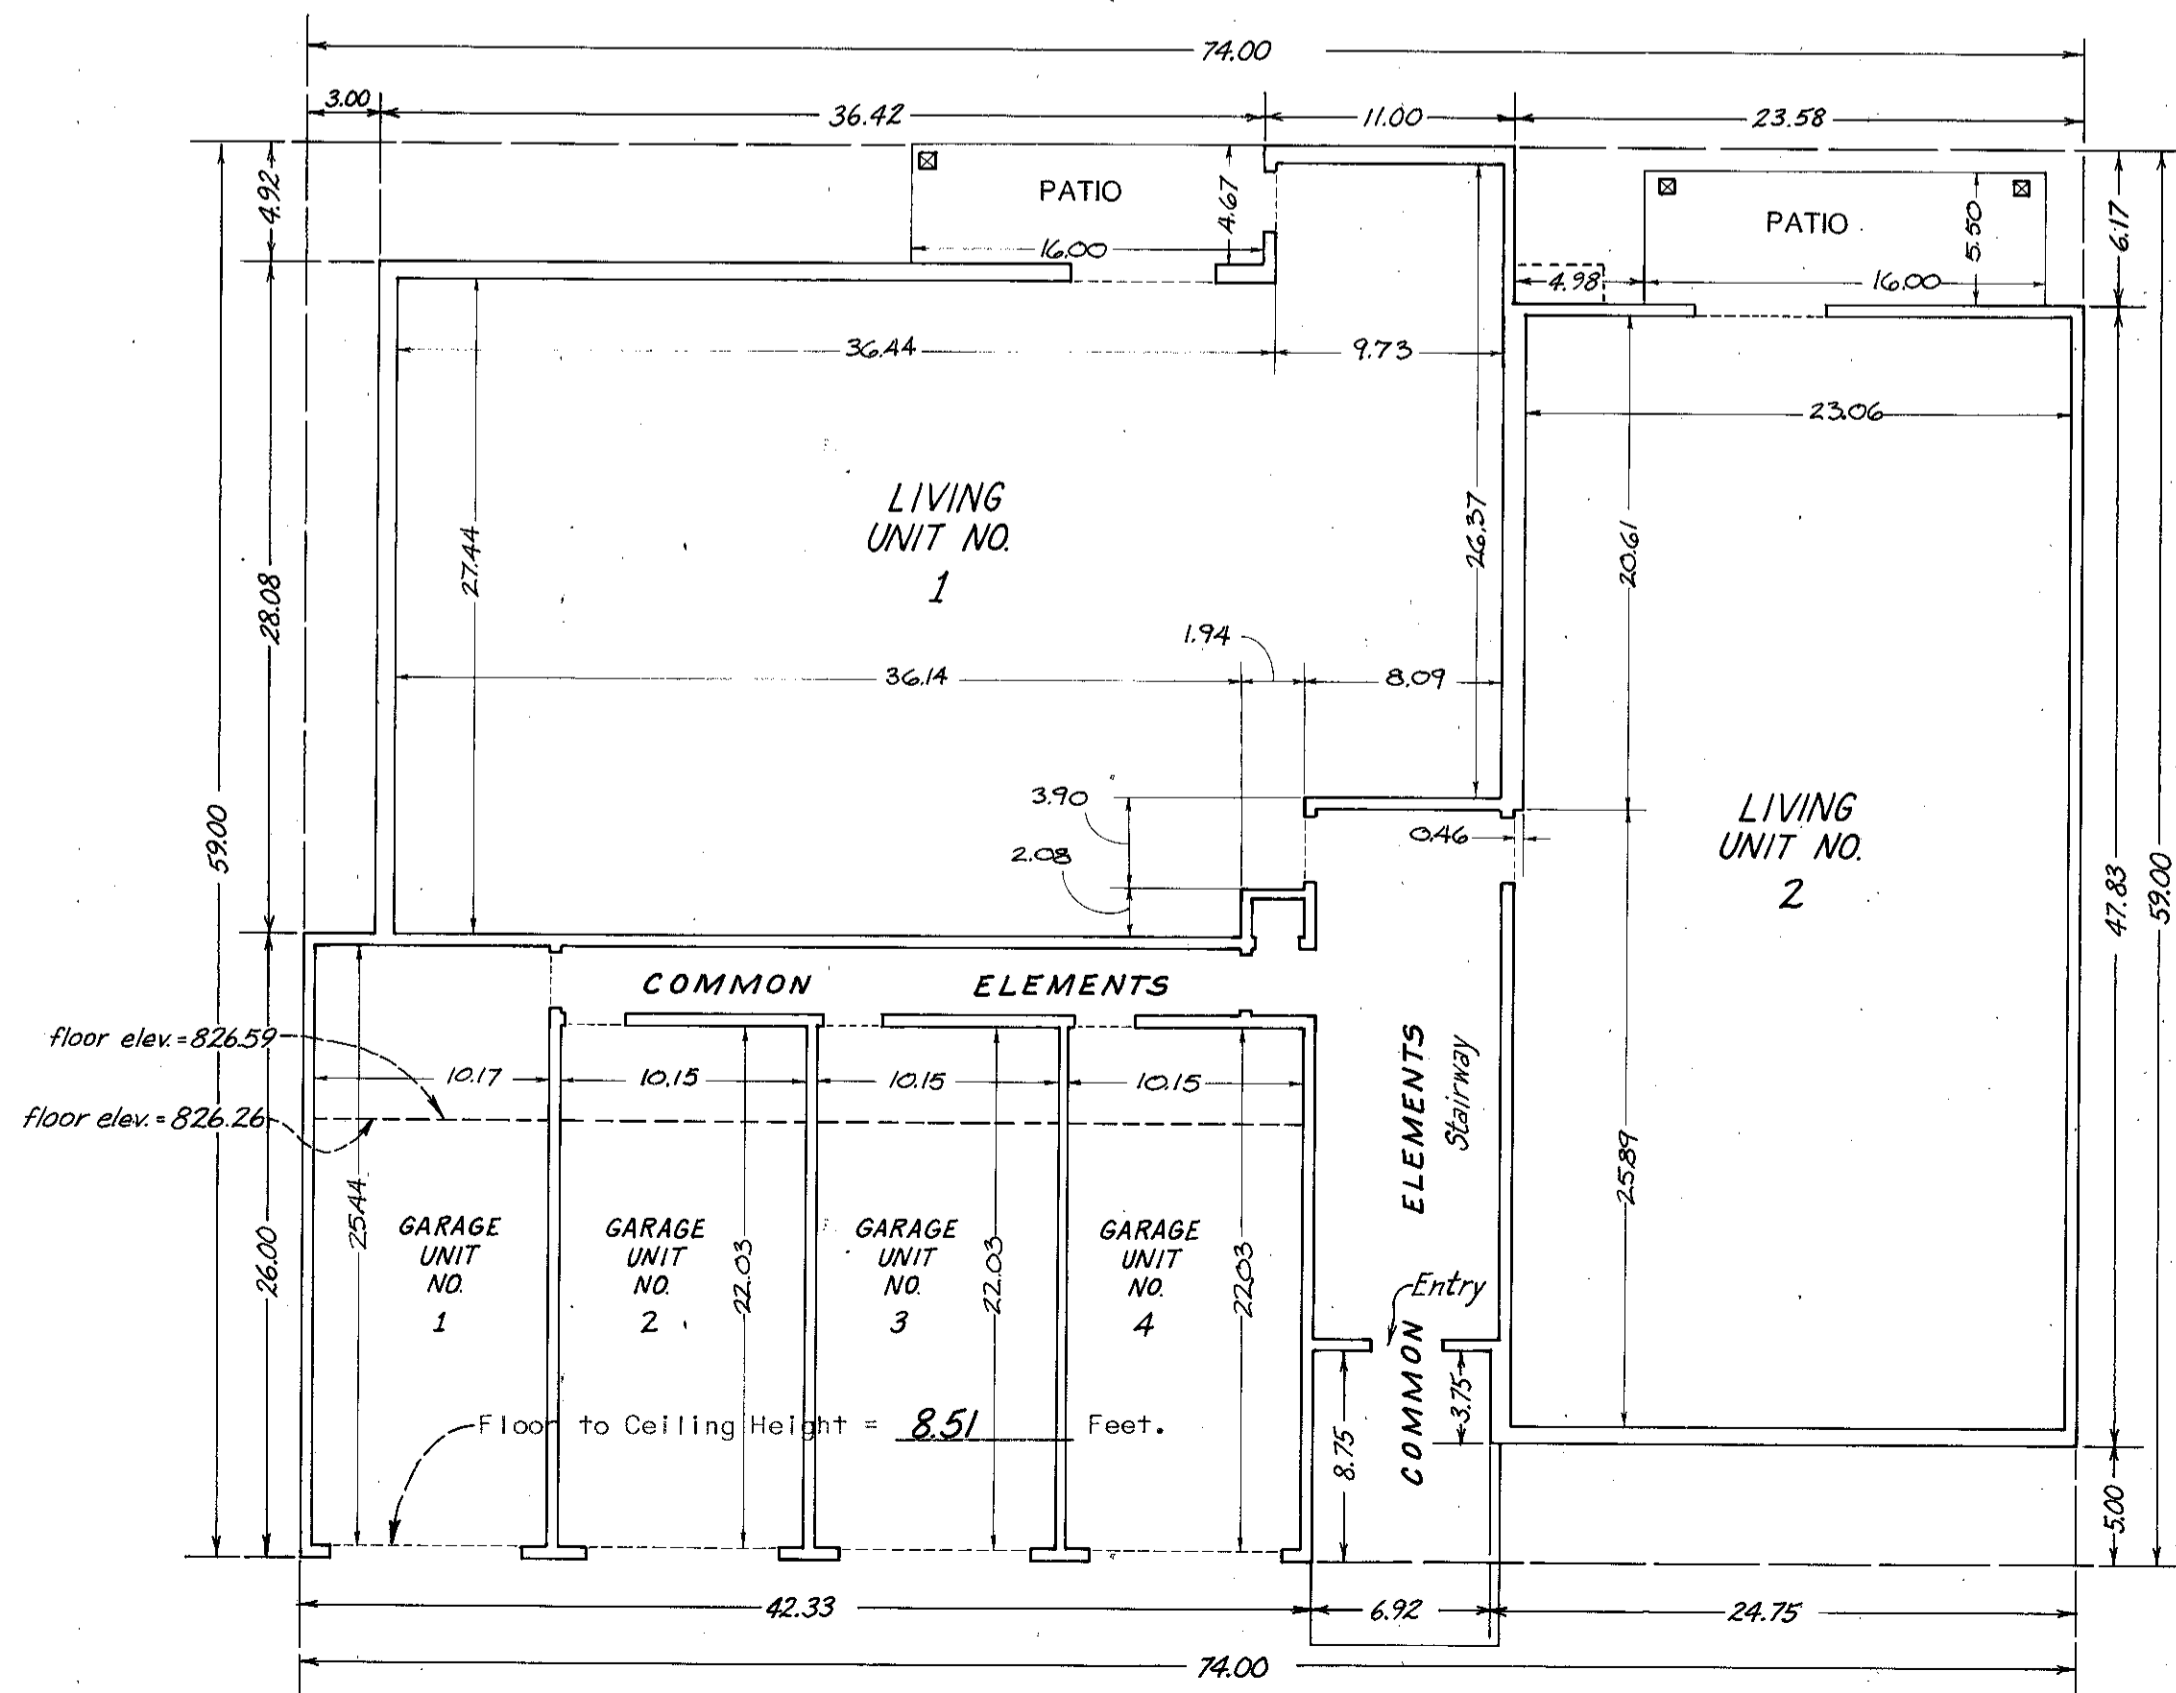 74.00
3.00
36.42
11.00
23.58
4.92
PATIO
4.67
16.00
PATIO
5.50
6.17
4.98
16.00
36.44
9.73
23.06
LIVING
UNIT NO.
1
27.44
26.37
20.61
28.08
1.94
36.14
8.09
3.90
2.08
0.46
59.00
LIVING
UNIT NO.
2
47.83
59.00
COMMON ELEMENTS
floor elev. = 826.59
floor elev. = 826.26
10.17
10.15
10.15
10.15
COMMON ELEMENTS
Stairway
25.44
22.03
22.03
22.03
25.89
26.00
GARAGE
UNIT
NO.
1
GARAGE
UNIT
NO.
2
GARAGE
UNIT
NO.
3
GARAGE
UNIT
NO.
4
Entry
Floor to Ceiling Height = 8.51 Feet.
8.75
3.75
5.00
42.33
6.92
24.75
74.00